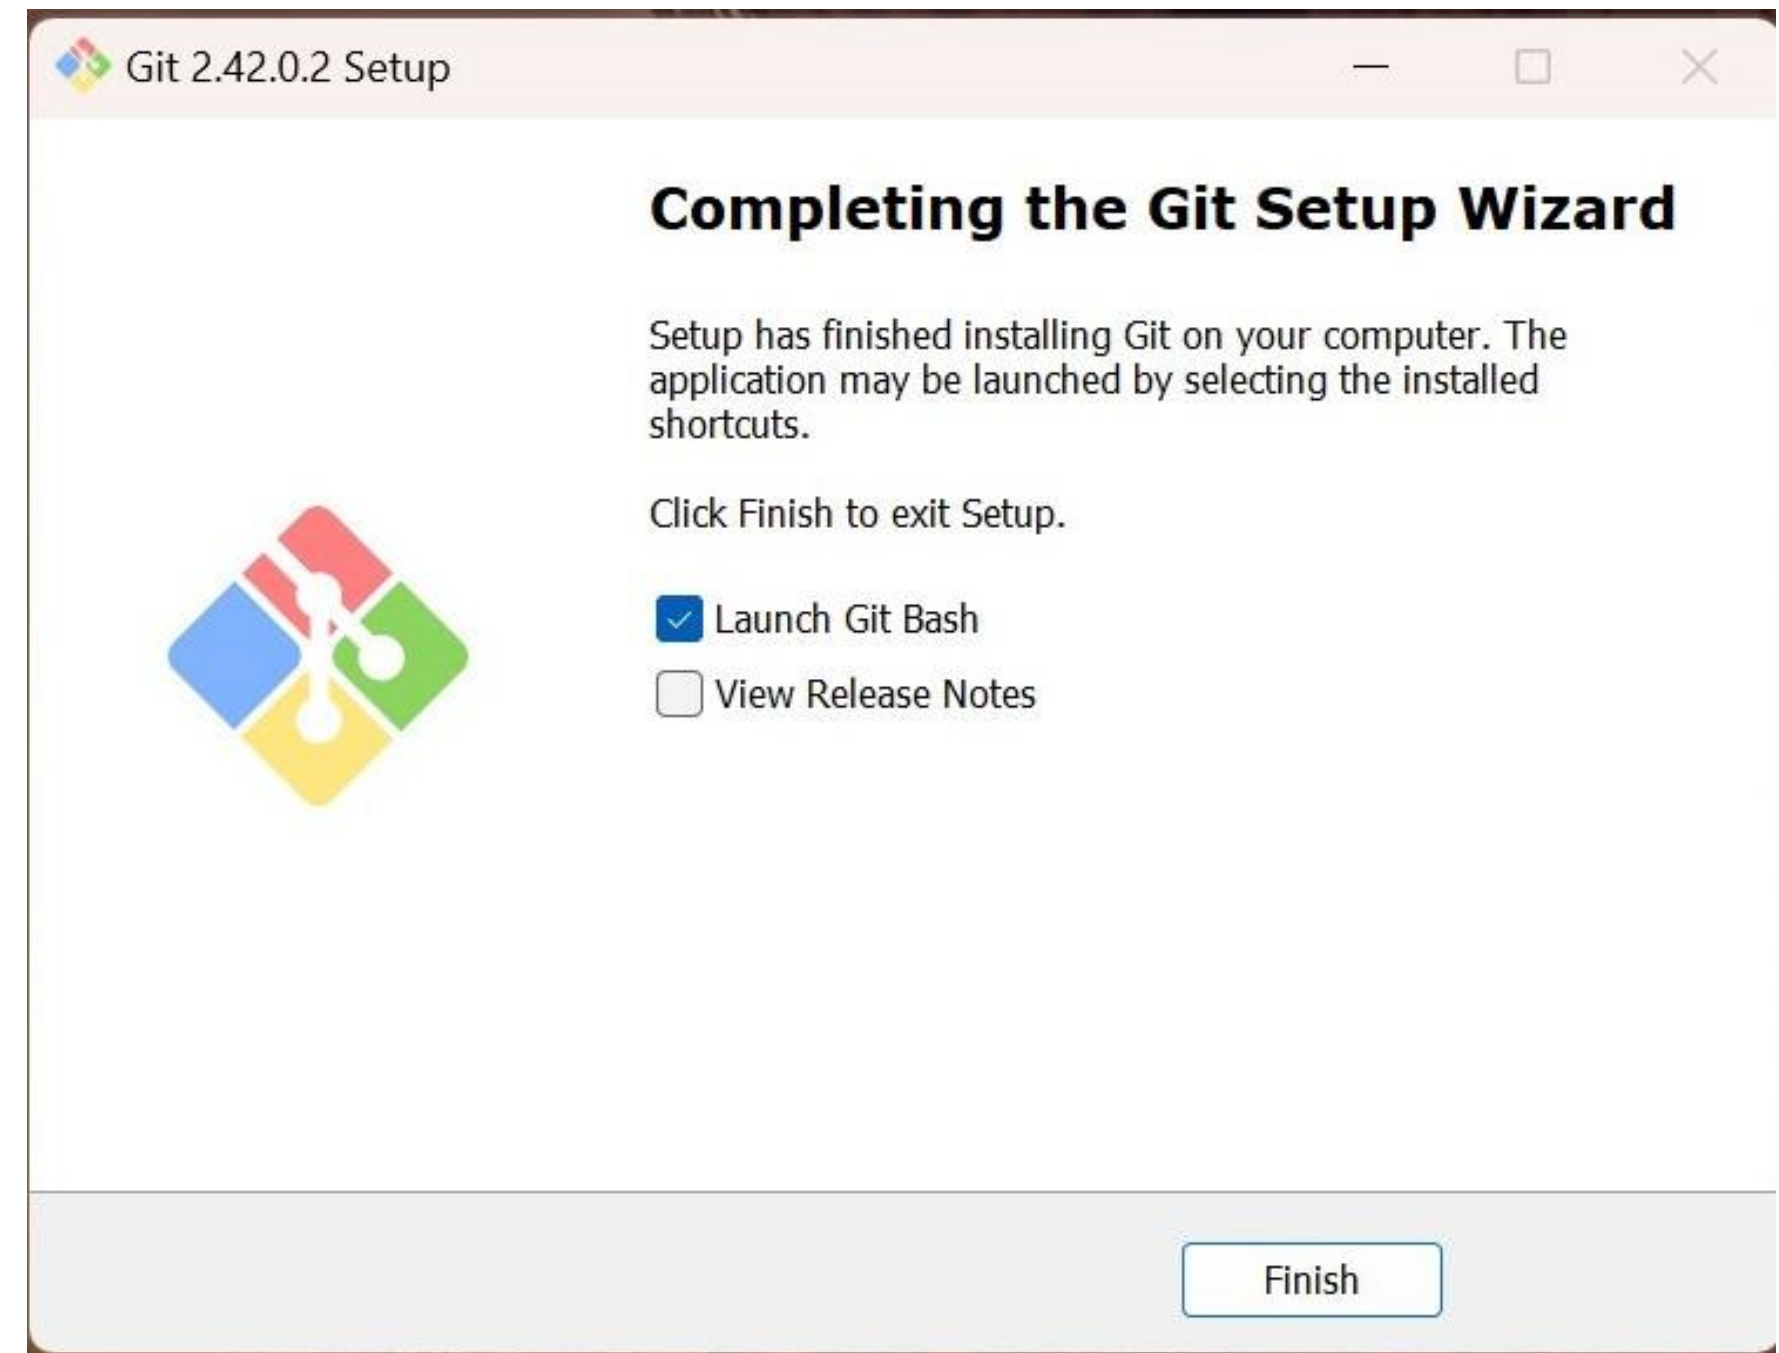 Git 2.42.0.2 Setup
Completing the Git Setup Wizard
Setup has finished installing Git on your computer. The
application may be launched by selecting the installed
shortcuts.
Click Finish to exit Setup.
Launch Git Bash
View Release Notes
Finish